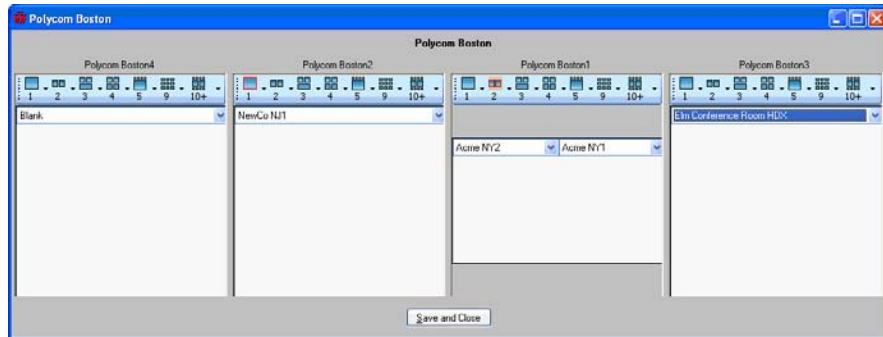 Polycom Boston
Polycom Boston
Polycom Boston4 Polycom Boston2 Polycom Boston1 Polycom Boston3
1 2 3 4 5 9 10+ 1 2 3 4 5 9 10+ 1 2 3 4 5 9 10+ 1 2 3 4 5 9 10+
Blank NewCo NJ1 Elm Conference Room HDX
Acme NY2 Acme NY1
Save and Close